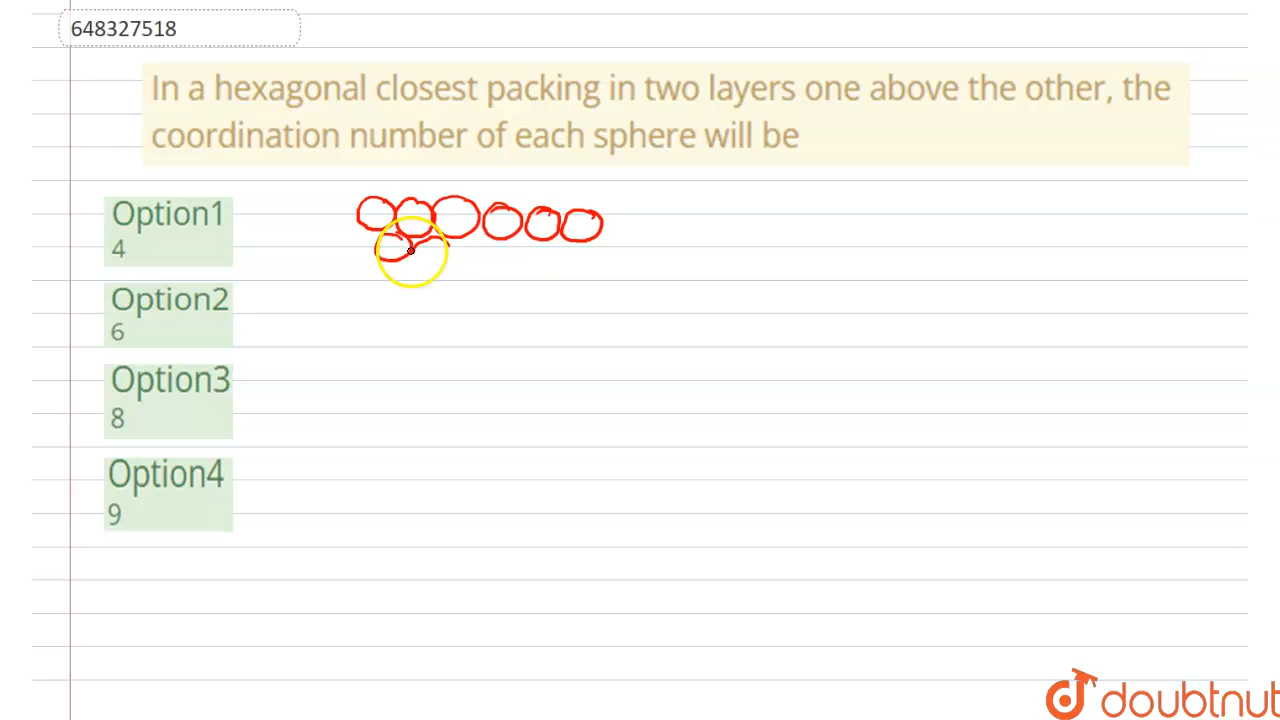 648327518
In a hexagonal closest packing in two layers one above the other, the
coordination number of each sphere will be
Option1
4
Option2
6
Option3
8
Option4
9
doubtnut